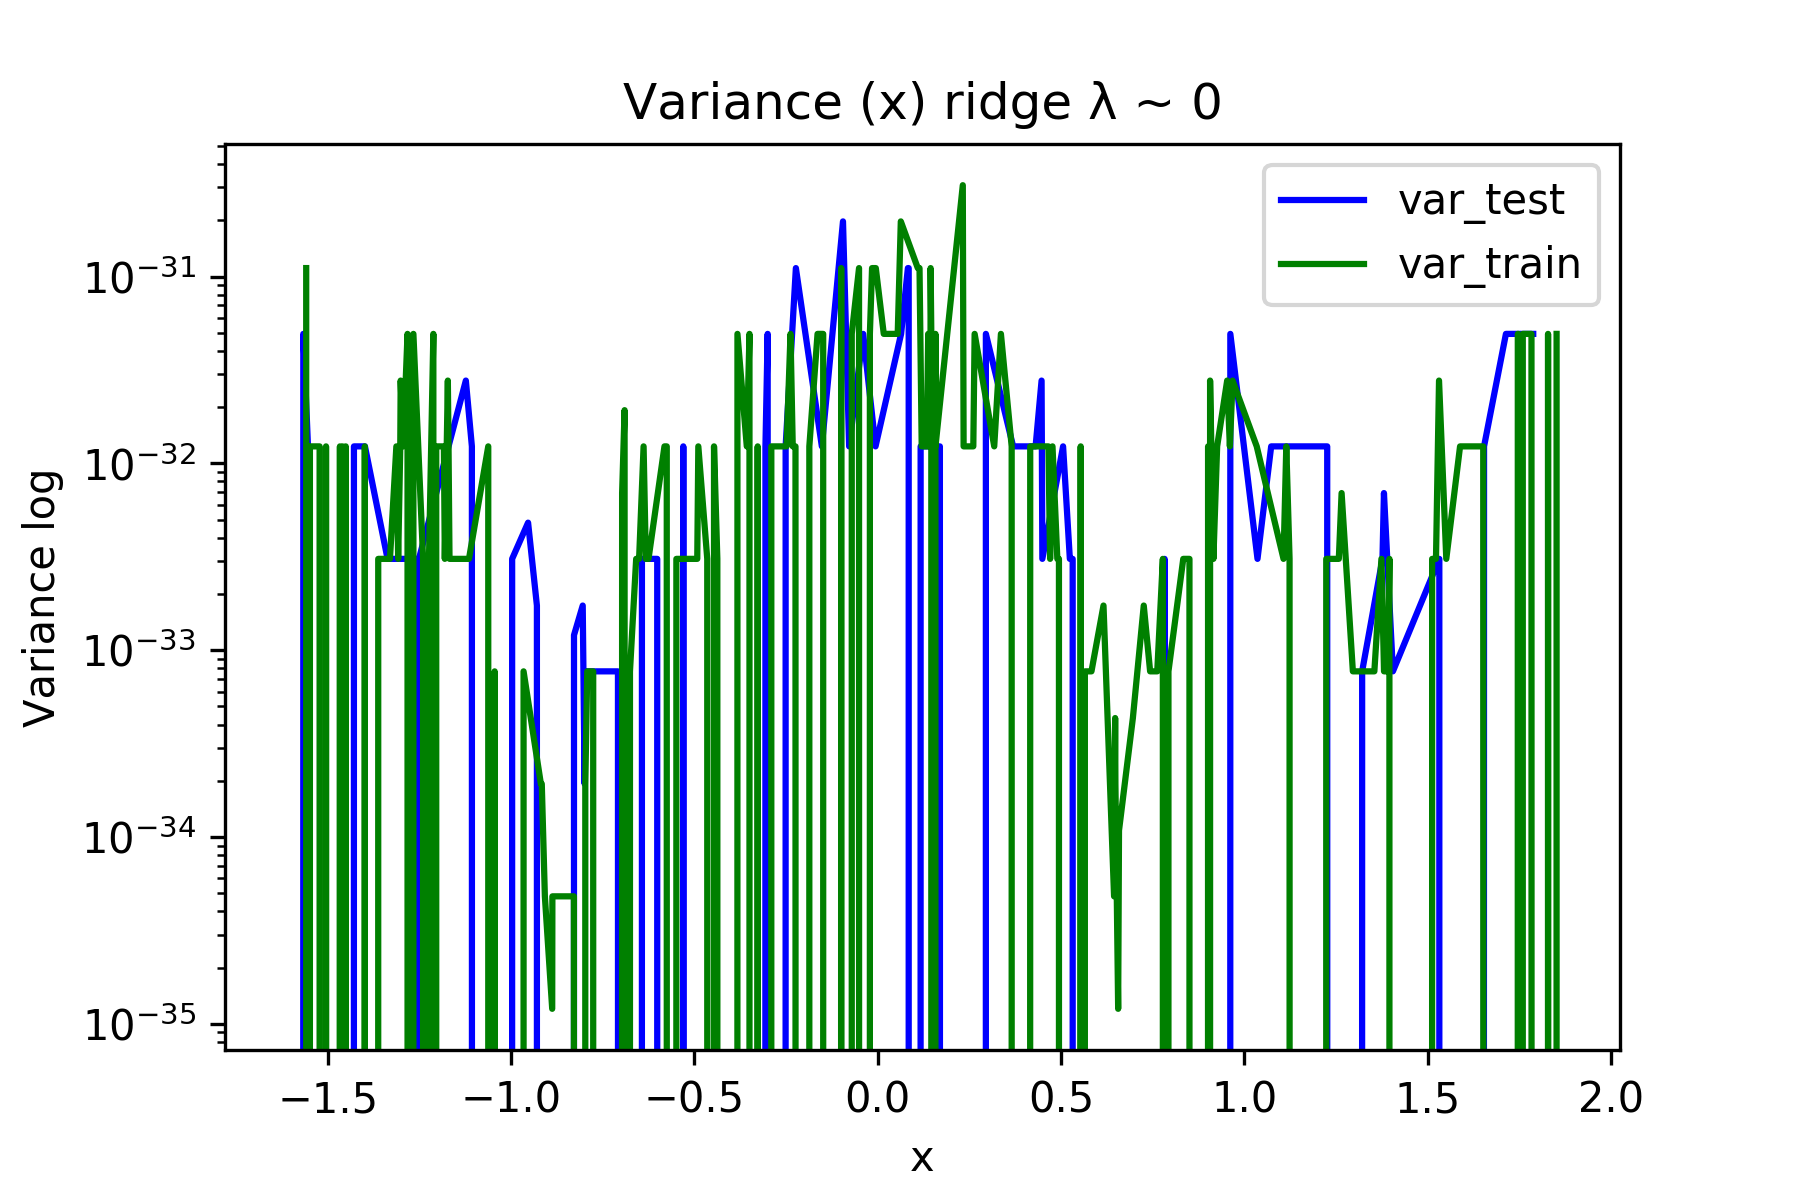 Variance (x) ridge λ ~ 0
var_test
var_train
10⁻³¹
10⁻³²
10⁻³³
10⁻³⁴
10⁻³⁵
Variance log
−1.5 −1.0 −0.5 0.0 0.5 1.0 1.5 2.0
x